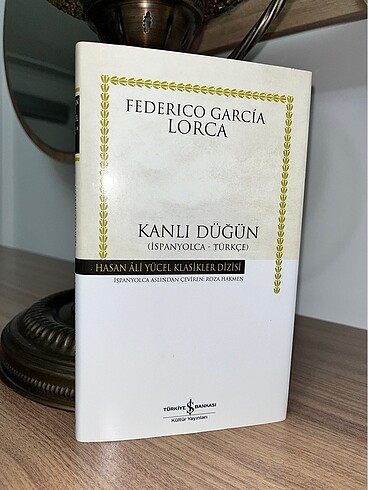 FEDERICO GARCÍA
LORCA
KANLI DÜĞÜN
(İSPANYOLCA - TÜRKÇE)
HASAN ÂLİ YÜCEL KLASİKLER DİZİSİ
İSPANYOLCA ASLINDAN ÇEVİREN: ROZA HAKMEN
TÜRKİYE İŞ BANKASI
Kültür Yayınları